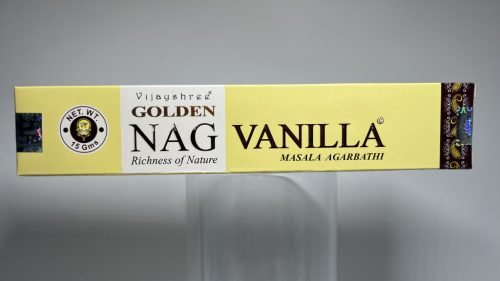 NET. WT.
15 Gms
Vijayshree®
GOLDEN
NAG
Richness of Nature
VANILLA©
MASALA AGARBATHI